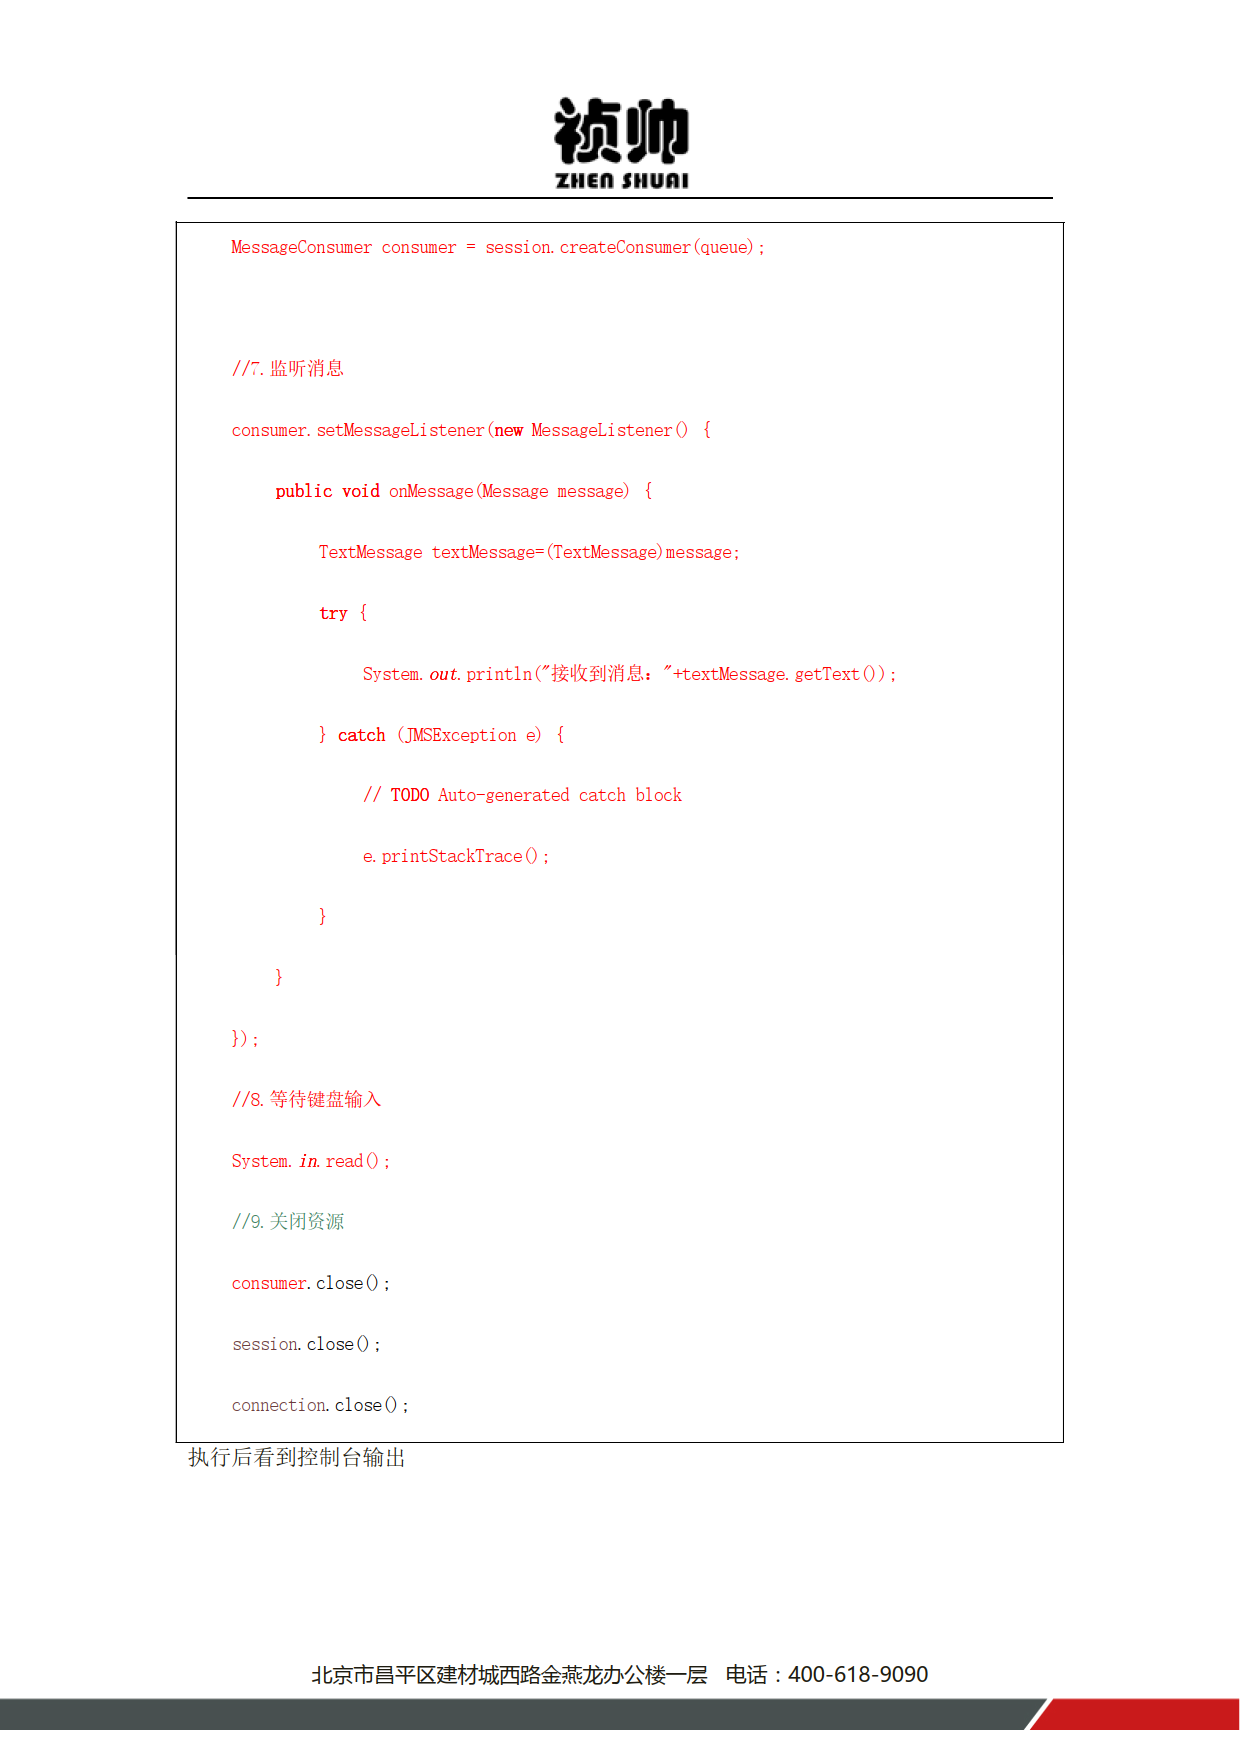 祯帅
ZHEN SHUAI
MessageConsumer consumer = session.createConsumer(queue);
//7.监听消息
consumer.setMessageListener(new MessageListener() {
public void onMessage(Message message) {
TextMessage textMessage=(TextMessage)message;
try {
System.out.println("接收到消息："+textMessage.getText());
} catch (JMSException e) {
// TODO Auto-generated catch block
e.printStackTrace();
}
}
});
//8.等待键盘输入
System.in.read();
//9.关闭资源
consumer.close();
session.close();
connection.close();
执行后看到控制台输出
北京市昌平区建材城西路金燕龙办公楼一层 电话：400-618-9090